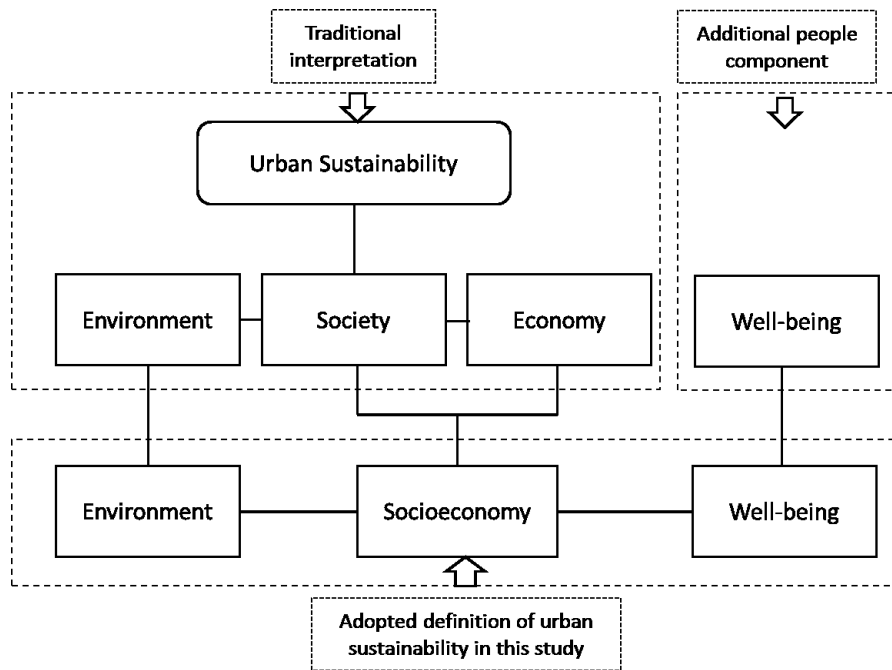 Traditional
interpretation
Additional people
component
Urban Sustainability
Environment
Society
Economy
Well-being
Environment
Socioeconomy
Well-being
Adopted definition of urban
sustainability in this study